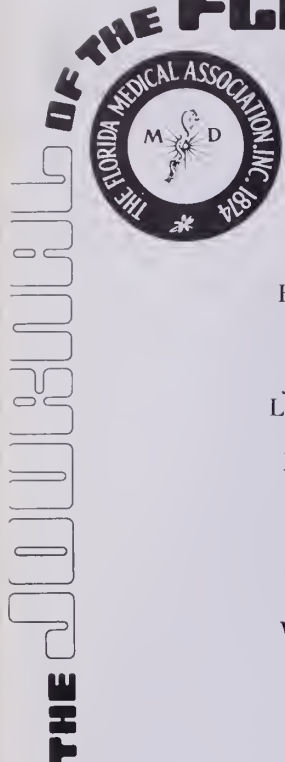 THE JOURNAL OF THE FL
THE FLORIDA MEDICAL ASSOCIATION. INC. 1874
M D
L